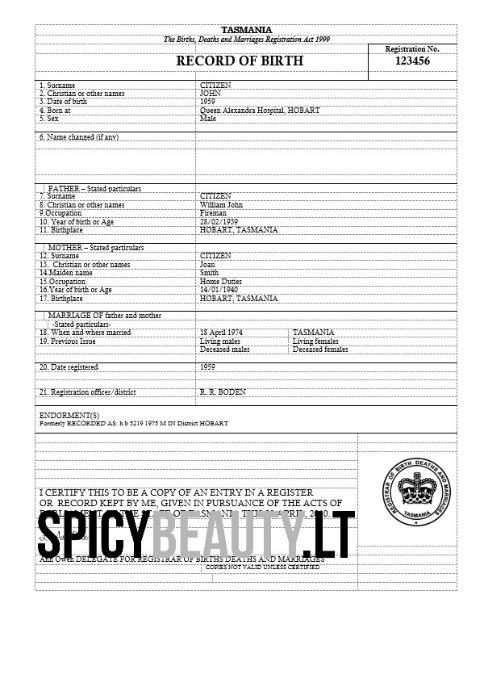 TASMANIA
The Births, Deaths and Marriages Registration Act 1999
Registration No.
RECORD OF BIRTH
123456
1. Surname CITIZEN
2. Christian or other names JOHN
3. Date of birth 1959
4. Born at Queen Alexandra Hospital, HOBART
5. Sex Male
6. Name changed (if any)
FATHER – Stated particulars
7. Surname CITIZEN
8. Christian or other names William John
9.Occupation Fireman
10. Year of birth or Age 28/02/1939
11. Birthplace HOBART, TASMANIA
MOTHER – Stated particulars
12. Surname CITIZEN
13. Christian or other names Joan
14.Maiden name Smith
15.Occupation Home Duties
16.Year of birth or Age 14/01/1940
17. Birthplace HOBART, TASMANIA
MARRIAGE OF father and mother
-Stated particulars-
18. When and where married 18 April 1974 TASMANIA
19. Previous Issue Living males Living females
Deceased males Deceased females
20. Date registered 1959
21. Registration officer/district R. R. BODEN
ENDORMENT(S)
Formerly RECORDED AS: h b 5219 1975 M IN District HOBART
I CERTIFY THIS TO BE A COPY OF AN ENTRY IN A REGISTER
OR RECORD KEPT BY ME, GIVEN IN PURSUANCE OF THE ACTS OF
SPICYBEAUTY.LT
Ann Owen DELEGATE FOR REGISTRAR OF BIRTHS DEATHS AND MARRIAGES
COPIES NOT VALID UNLESS CERTIFIED
REGISTRAR OF BIRTH DEATHS AND MARRIAGES
TASMANIA